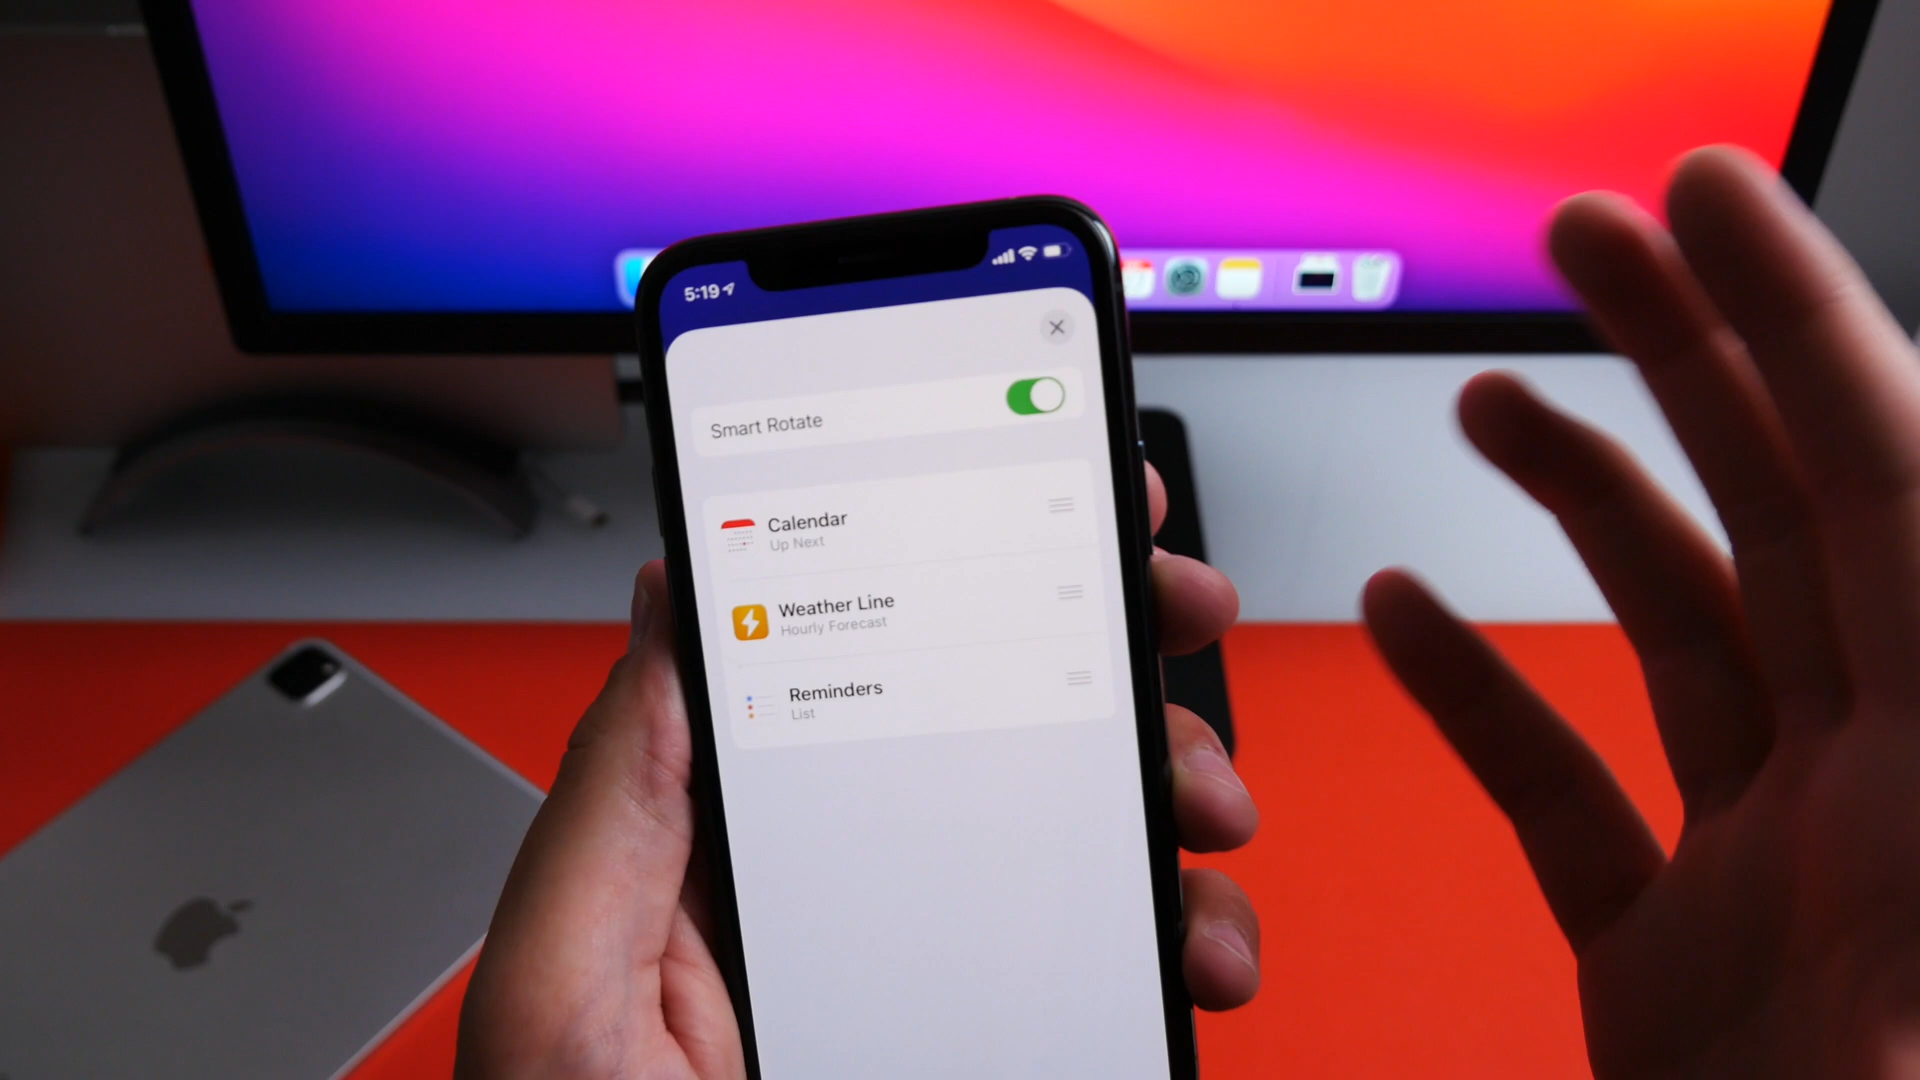 5:19
Smart Rotate
Calendar
Up Next
Weather Line
Hourly Forecast
Reminders
List